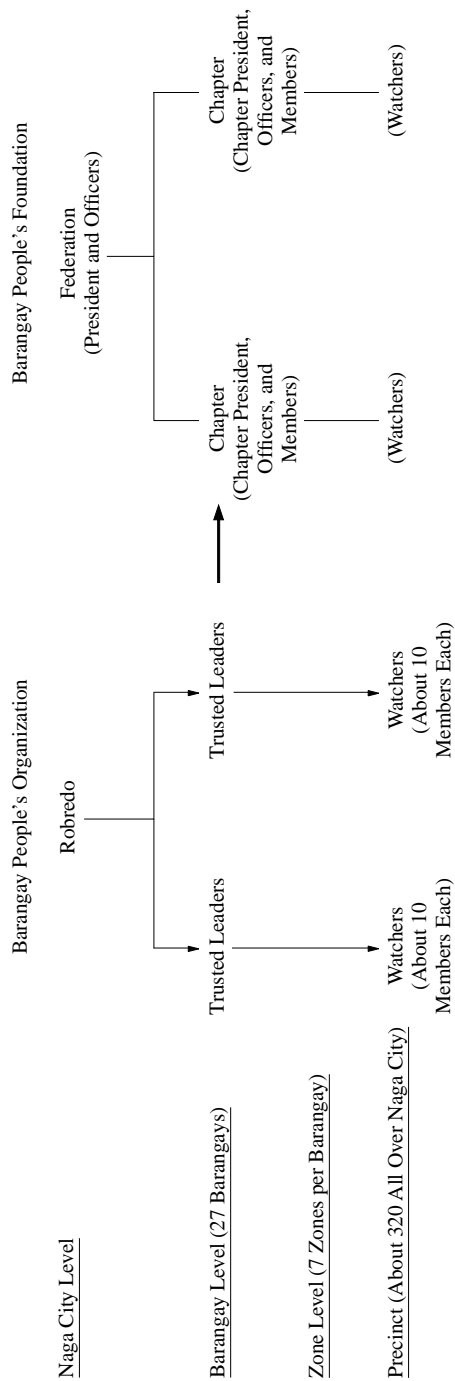 Barangay People's Organization
Barangay People's Foundation
Naga City Level
Robredo
Federation
(President and Officers)
Barangay Level (27 Barangays)
Trusted Leaders
Trusted Leaders
Chapter
(Chapter President,
Officers, and
Members)
Chapter
(Chapter President,
Officers, and
Members)
Zone Level (7 Zones per Barangay)
Precinct (About 320 All Over Naga City)
Watchers
(About 10
Members Each)
Watchers
(About 10
Members Each)
(Watchers)
(Watchers)